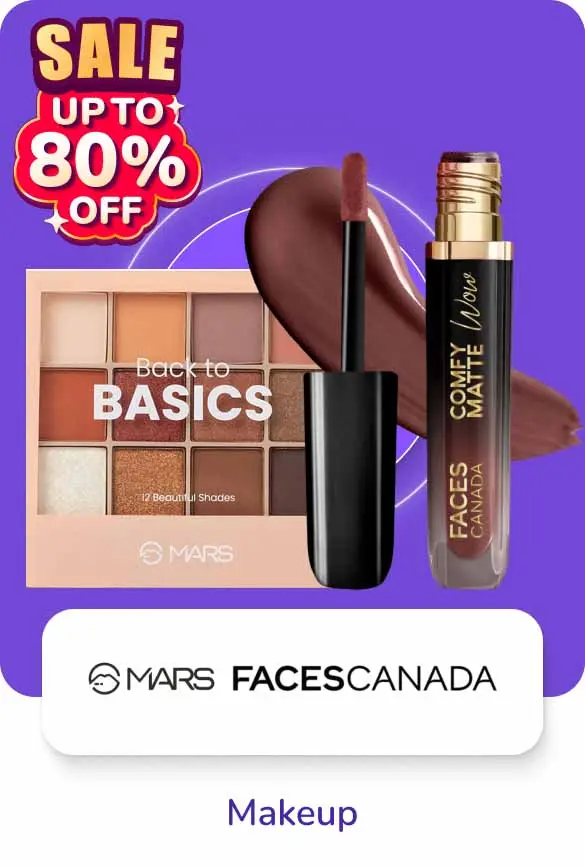 SALE
UP TO
80%
OFF
Back to
BASICS
12 Beautiful Shades
MARS
COMFY
MATTE
Wow
FACES
CANADA
MARS
FACESCANADA
Makeup